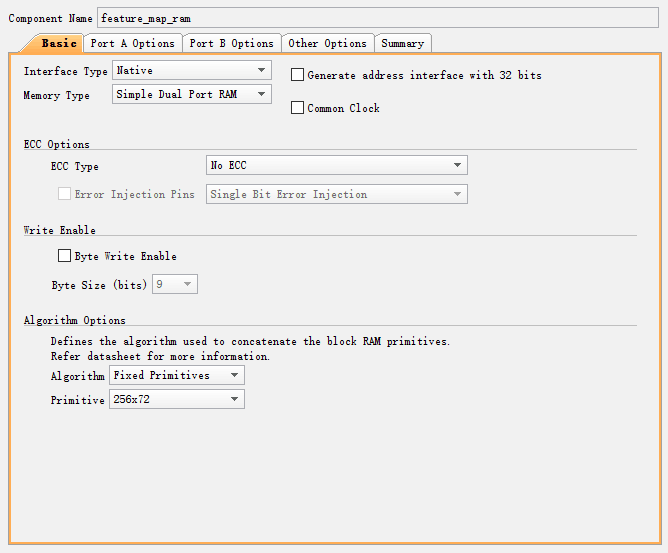 Component Name feature_map_ram
Basic Port A Options Port B Options Other Options Summary
Interface Type Native Generate address interface with 32 bits
Memory Type Simple Dual Port RAM Common Clock
ECC Options
ECC Type No ECC
Error Injection Pins Single Bit Error Injection
Write Enable
Byte Write Enable
Byte Size (bits) 9
Algorithm Options
Defines the algorithm used to concatenate the block RAM primitives.
Refer datasheet for more information.
Algorithm Fixed Primitives
Primitive 256x72